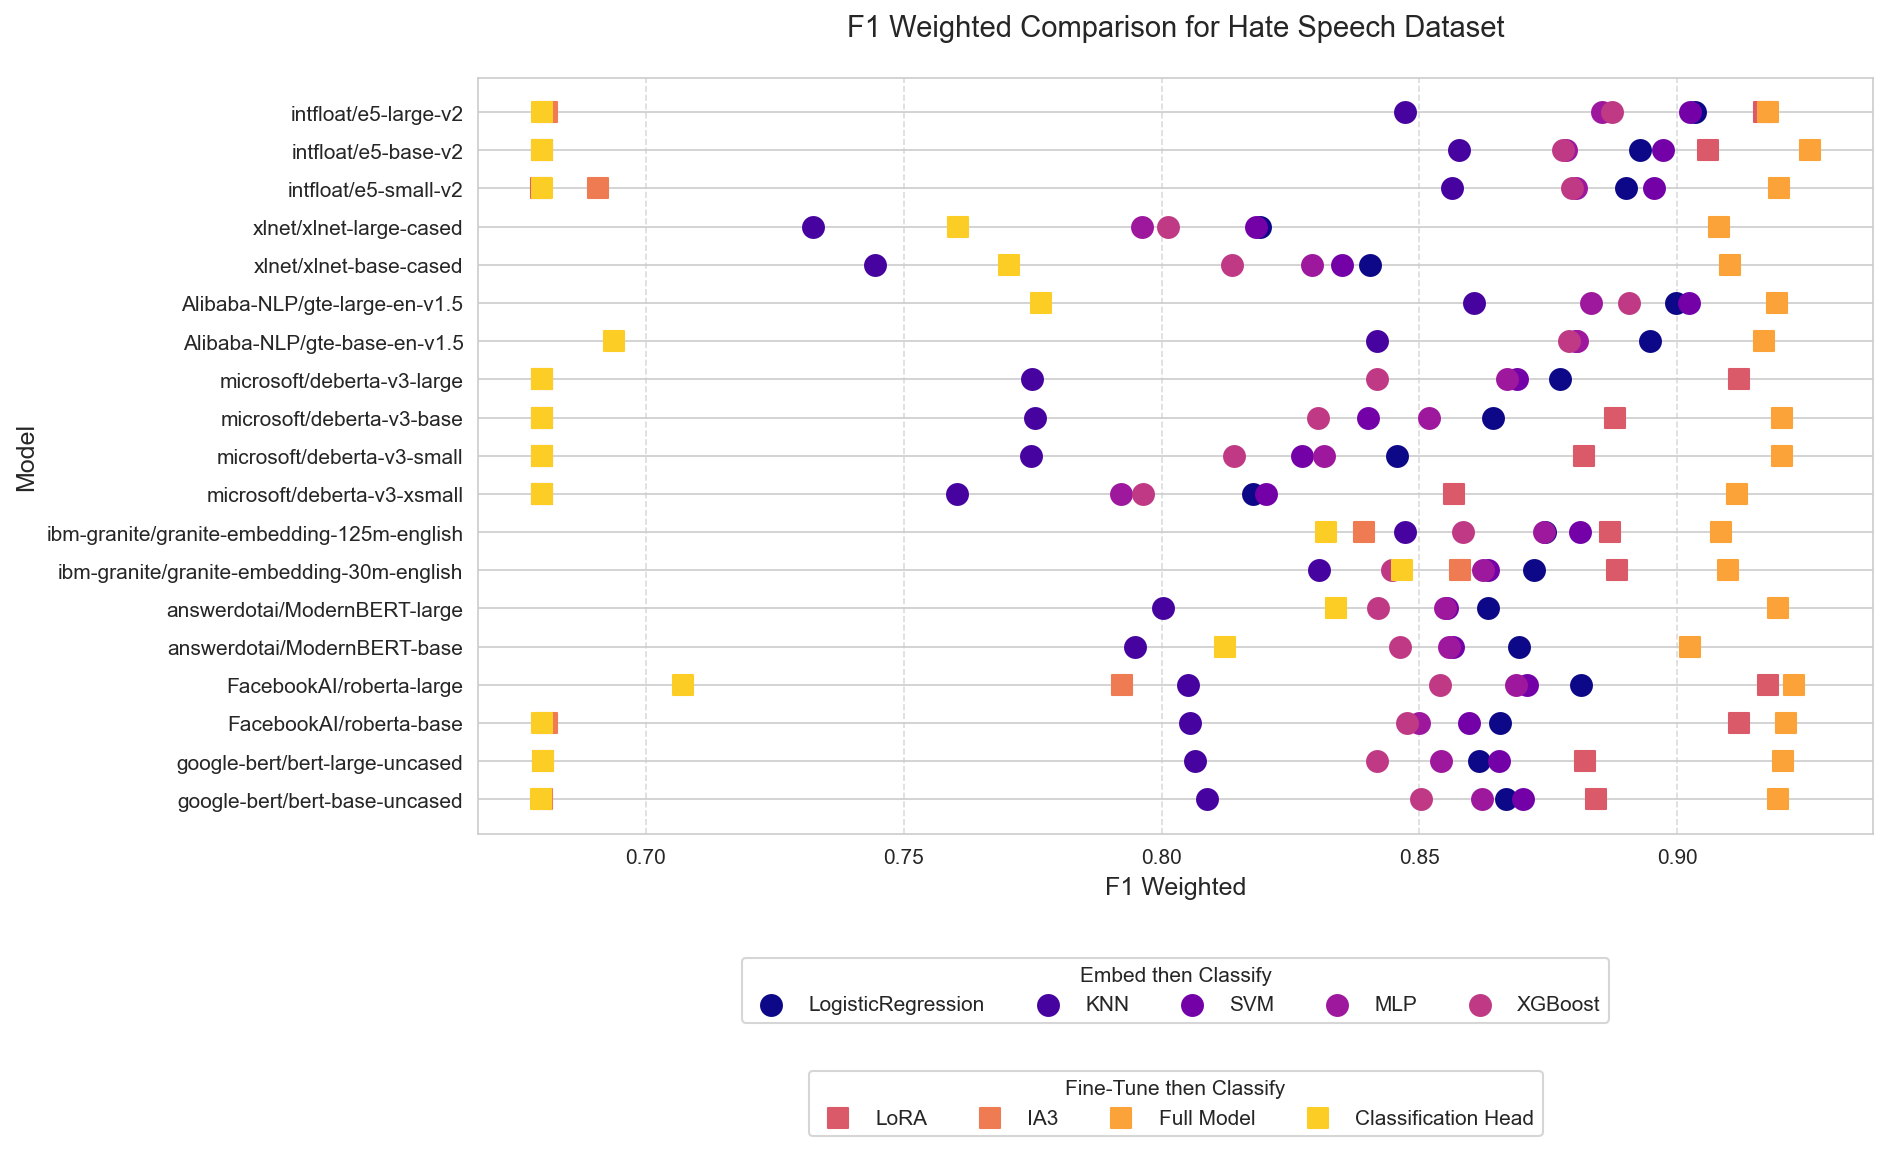 F1 Weighted Comparison for Hate Speech Dataset
Model
intfloat/e5-large-v2
intfloat/e5-base-v2
intfloat/e5-small-v2
xlnet/xlnet-large-cased
xlnet/xlnet-base-cased
Alibaba-NLP/gte-large-en-v1.5
Alibaba-NLP/gte-base-en-v1.5
microsoft/deberta-v3-large
microsoft/deberta-v3-base
microsoft/deberta-v3-small
microsoft/deberta-v3-xsmall
ibm-granite/granite-embedding-125m-english
ibm-granite/granite-embedding-30m-english
answerdotai/ModernBERT-large
answerdotai/ModernBERT-base
FacebookAI/roberta-large
FacebookAI/roberta-base
google-bert/bert-large-uncased
google-bert/bert-base-uncased
0.70 0.75 0.80 0.85 0.90
F1 Weighted
Embed then Classify
LogisticRegression KNN SVM MLP XGBoost
Fine-Tune then Classify
LoRA IA3 Full Model Classification Head